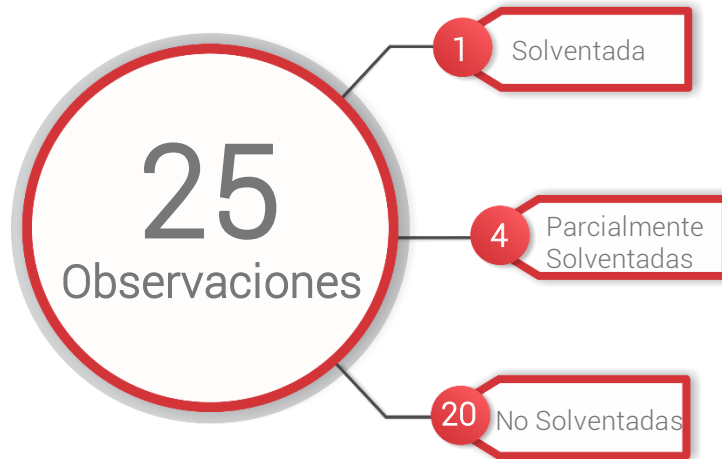 25
Observaciones
1
Solventada
4
Parcialmente
Solventadas
20
No Solventadas